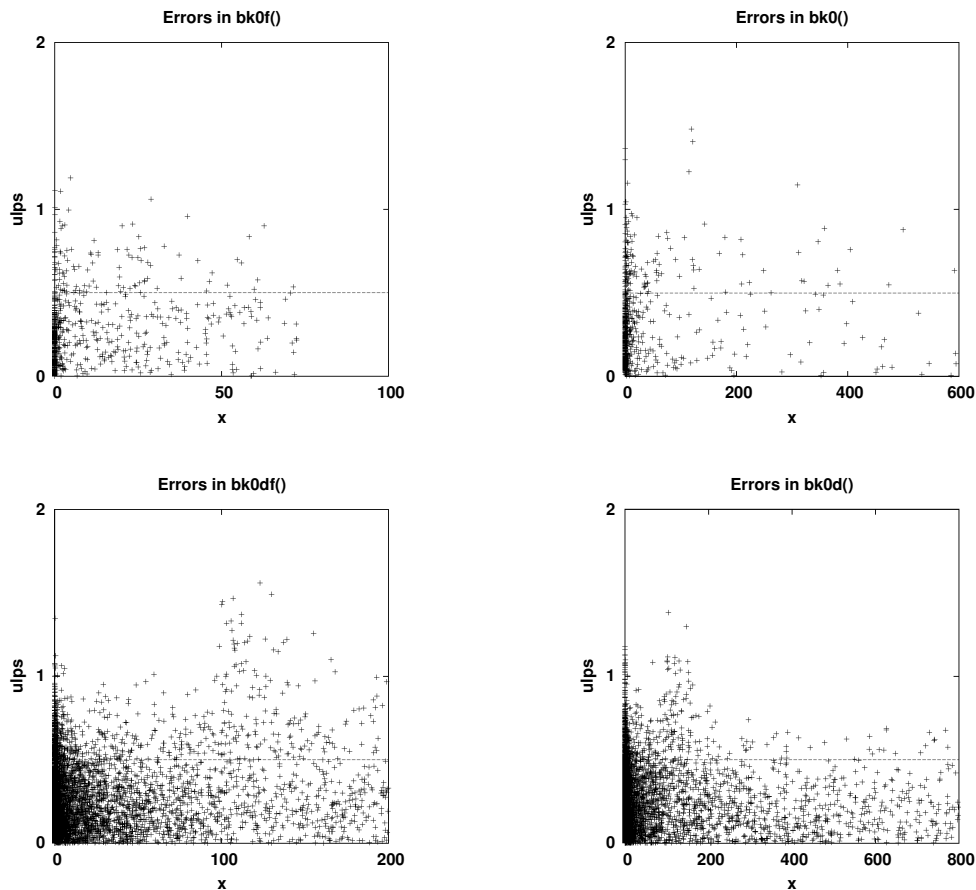 Errors in bk0f()
2
1
0
ulps
0 50 100
x
Errors in bk0()
2
1
0
ulps
0 200 400 600
x
Errors in bk0df()
2
1
0
ulps
0 100 200
x
Errors in bk0d()
2
1
0
ulps
0 200 400 600 800
x